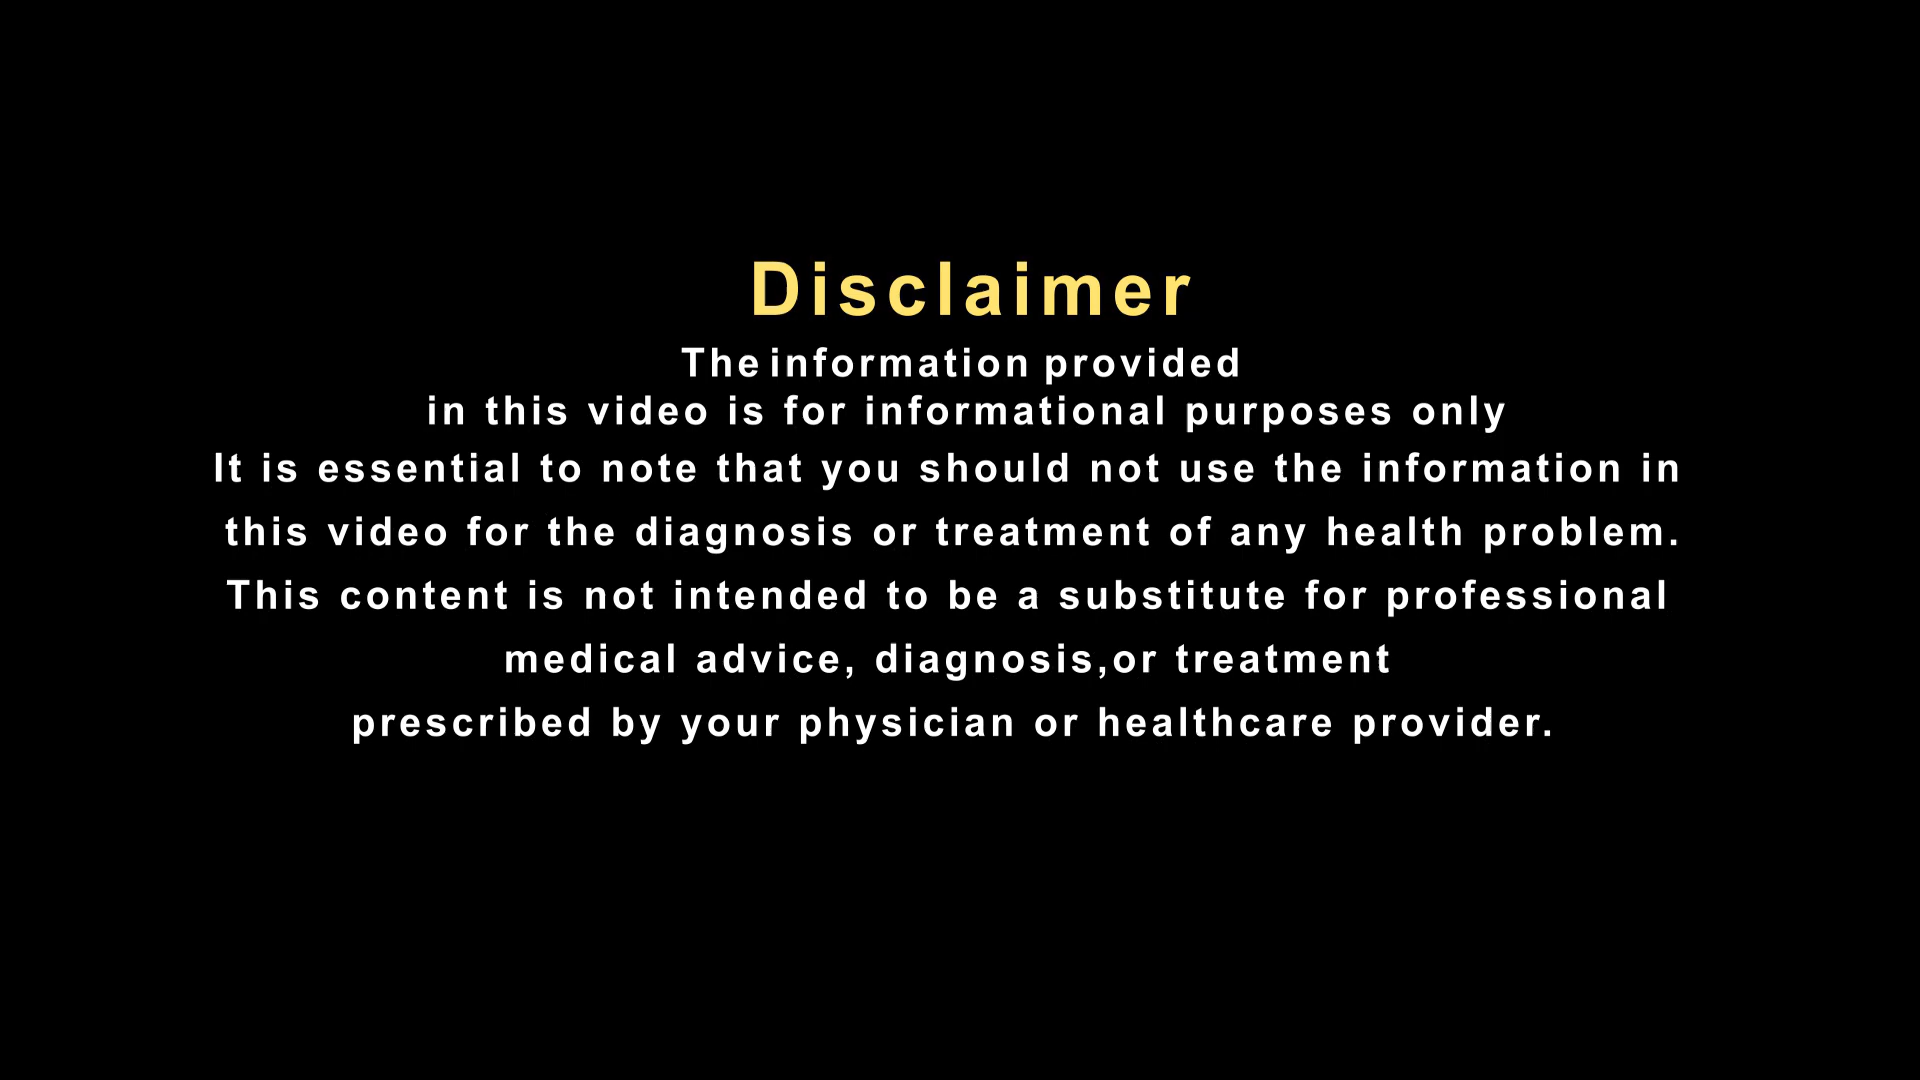 Disclaimer
The information provided
in this video is for informational purposes only
It is essential to note that you should not use the information in
this video for the diagnosis or treatment of any health problem.
This content is not intended to be a substitute for professional
medical advice, diagnosis,or treatment
prescribed by your physician or healthcare provider.